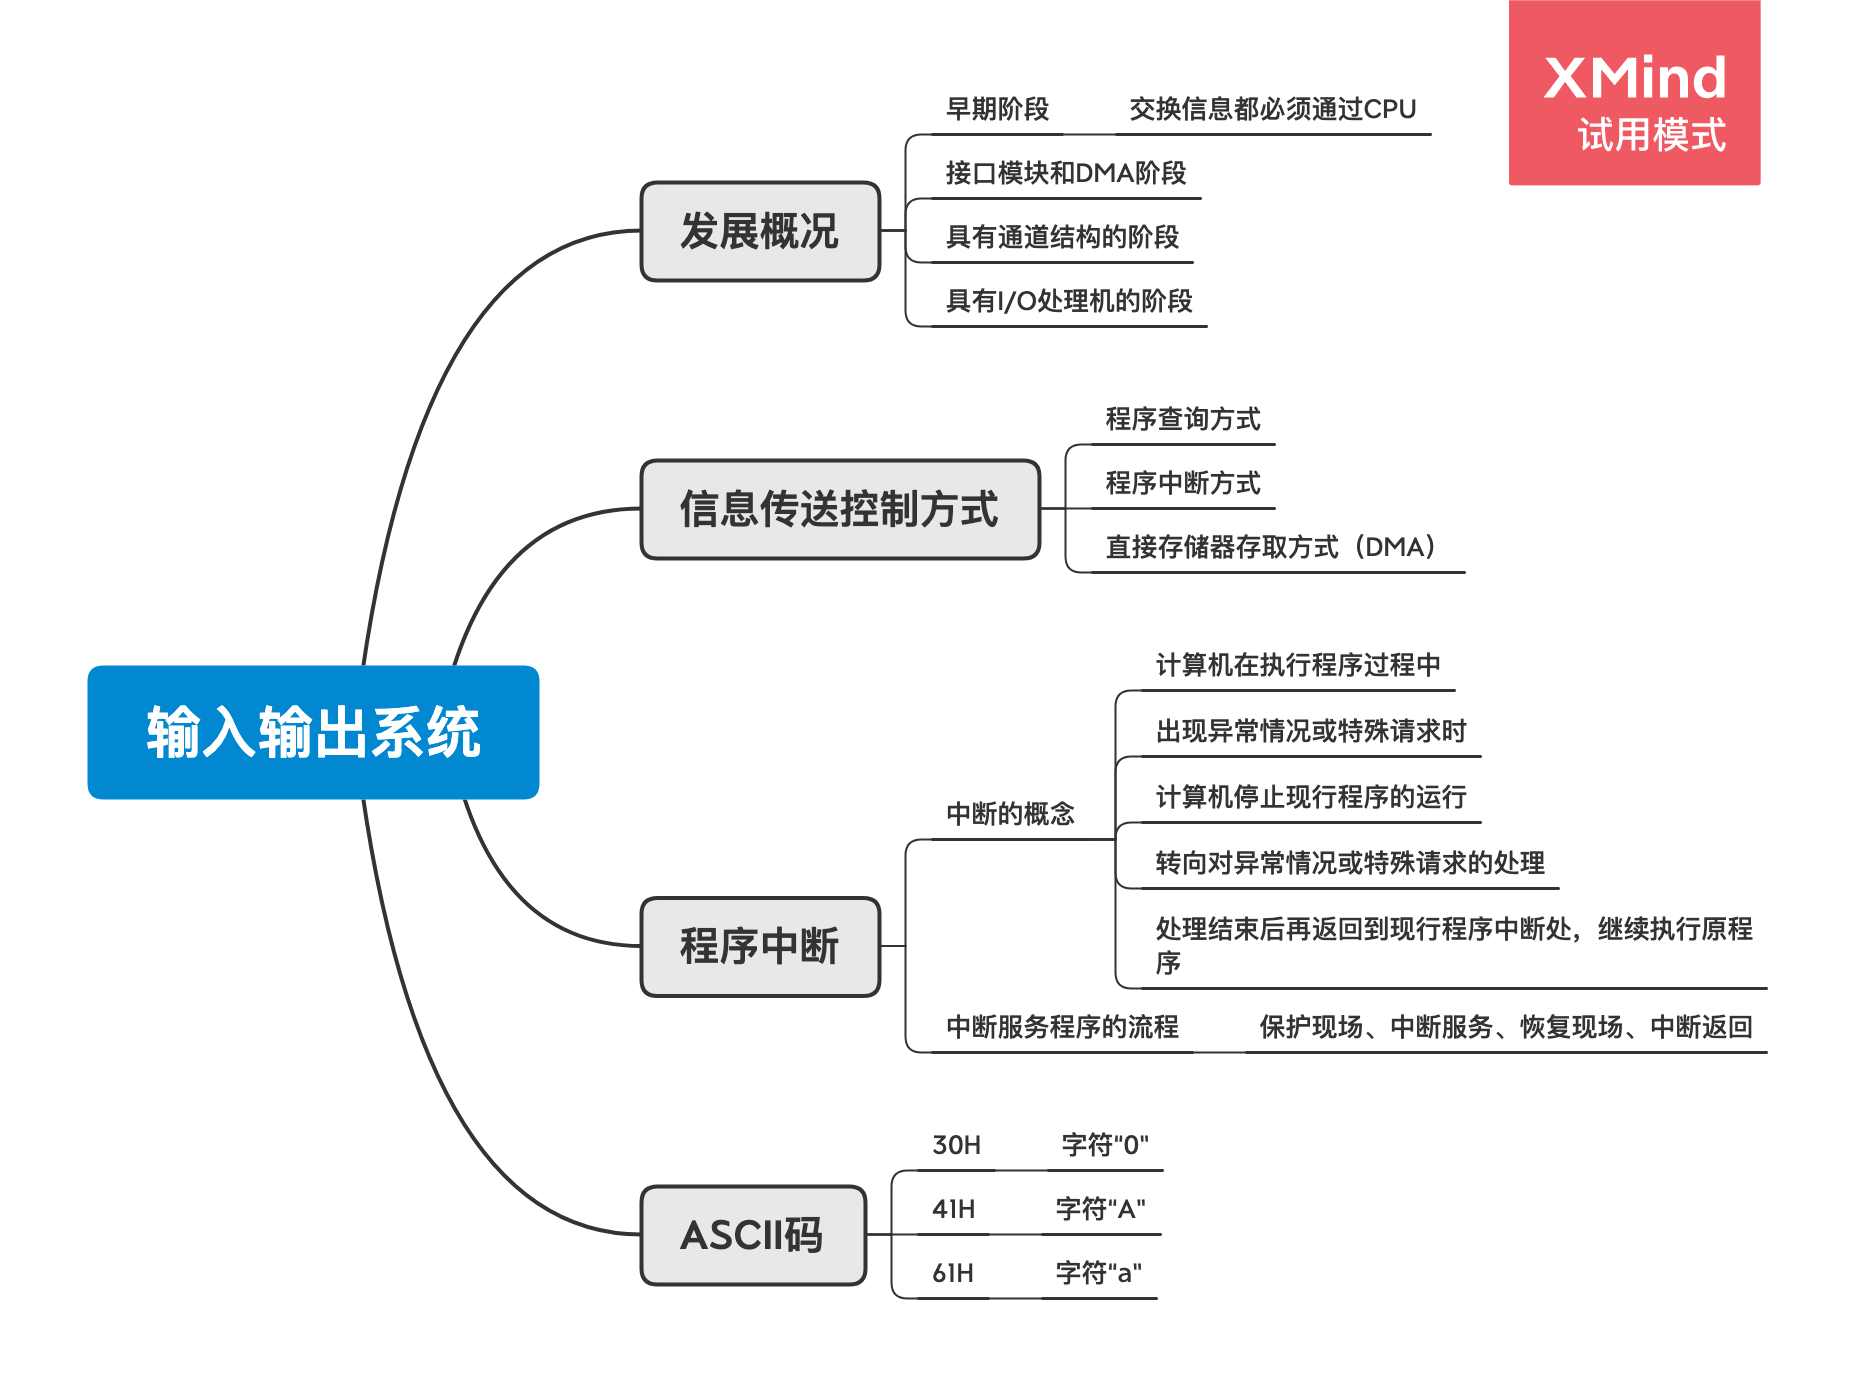 XMind
试用模式
输入输出系统
发展概况
早期阶段
交换信息都必须通过CPU
接口模块和DMA阶段
具有通道结构的阶段
具有I/O处理机的阶段
信息传送控制方式
程序查询方式
程序中断方式
直接存储器存取方式（DMA）
程序中断
中断的概念
计算机在执行程序过程中
出现异常情况或特殊请求时
计算机停止现行程序的运行
转向对异常情况或特殊请求的处理
处理结束后再返回到现行程序中断处，继续执行原程
序
中断服务程序的流程
保护现场、中断服务、恢复现场、中断返回
ASCII码
30H
字符"0"
41H
字符"A"
61H
字符"a"